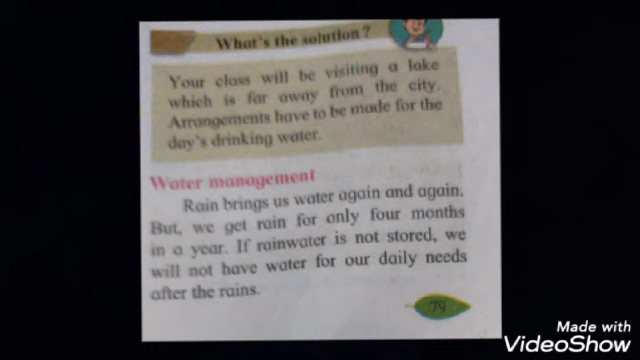 What's the solution?
Your class will be visiting a lake
which is far away from the city.
Arrangements have to be made for the
day's drinking water.
Water management
Rain brings us water again and again.
But, we get rain for only four months
in a year. If rainwater is not stored, we
will not have water for our daily needs
after the rains.
79
Made with
VideoShow